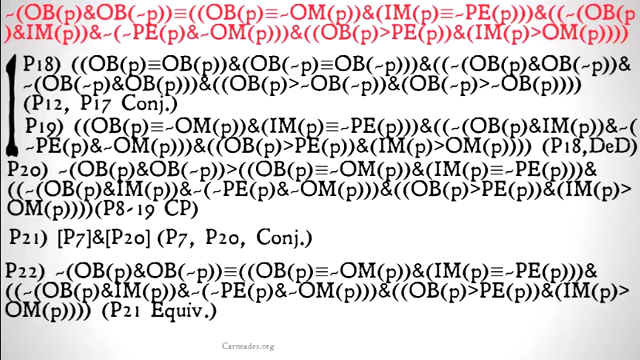 ~(OB(p)&OB(~p))≡((OB(p)≡~OM(p))&(IM(p)≡~PE(p)))&((~(OB(p
)&IM(p))&~(~PE(p)&~OM(p)))&((OB(p)>PE(p))&(IM(p)>OM(p))))
P18) ((OB(p)≡OB(p))&(OB(~p)≡OB(~p)))&((~(OB(p)&OB(~p))&
~(OB(~p)&OB(p)))&((OB(p)>~OB(~p))&(OB(~p)>~OB(p))))
(P12, P17 Conj.)
P19) ((OB(p)≡~OM(p))&(IM(p)≡~PE(p)))&((~(OB(p)&IM(p))&~(
~PE(p)&~OM(p)))&((OB(p)>PE(p))&(IM(p)>OM(p)))) (P18,DeD)
P20) ~(OB(p)&OB(~p))>((OB(p)≡~OM(p))&(IM(p)≡~PE(p)))&
((~(OB(p)&IM(p))&~(~PE(p)&~OM(p)))&((OB(p)>PE(p))&(IM(p)>
OM(p))))(P8-19 CP)
P21) [P7]&[P20] (P7, P20, Conj.)
P22) ~(OB(p)&OB(~p))≡((OB(p)≡~OM(p))&(IM(p)≡~PE(p)))&
((~(OB(p)&IM(p))&~(~PE(p)&~OM(p)))&((OB(p)>PE(p))&(IM(p)>
OM(p)))) (P21 Equiv.)
Carneades.org